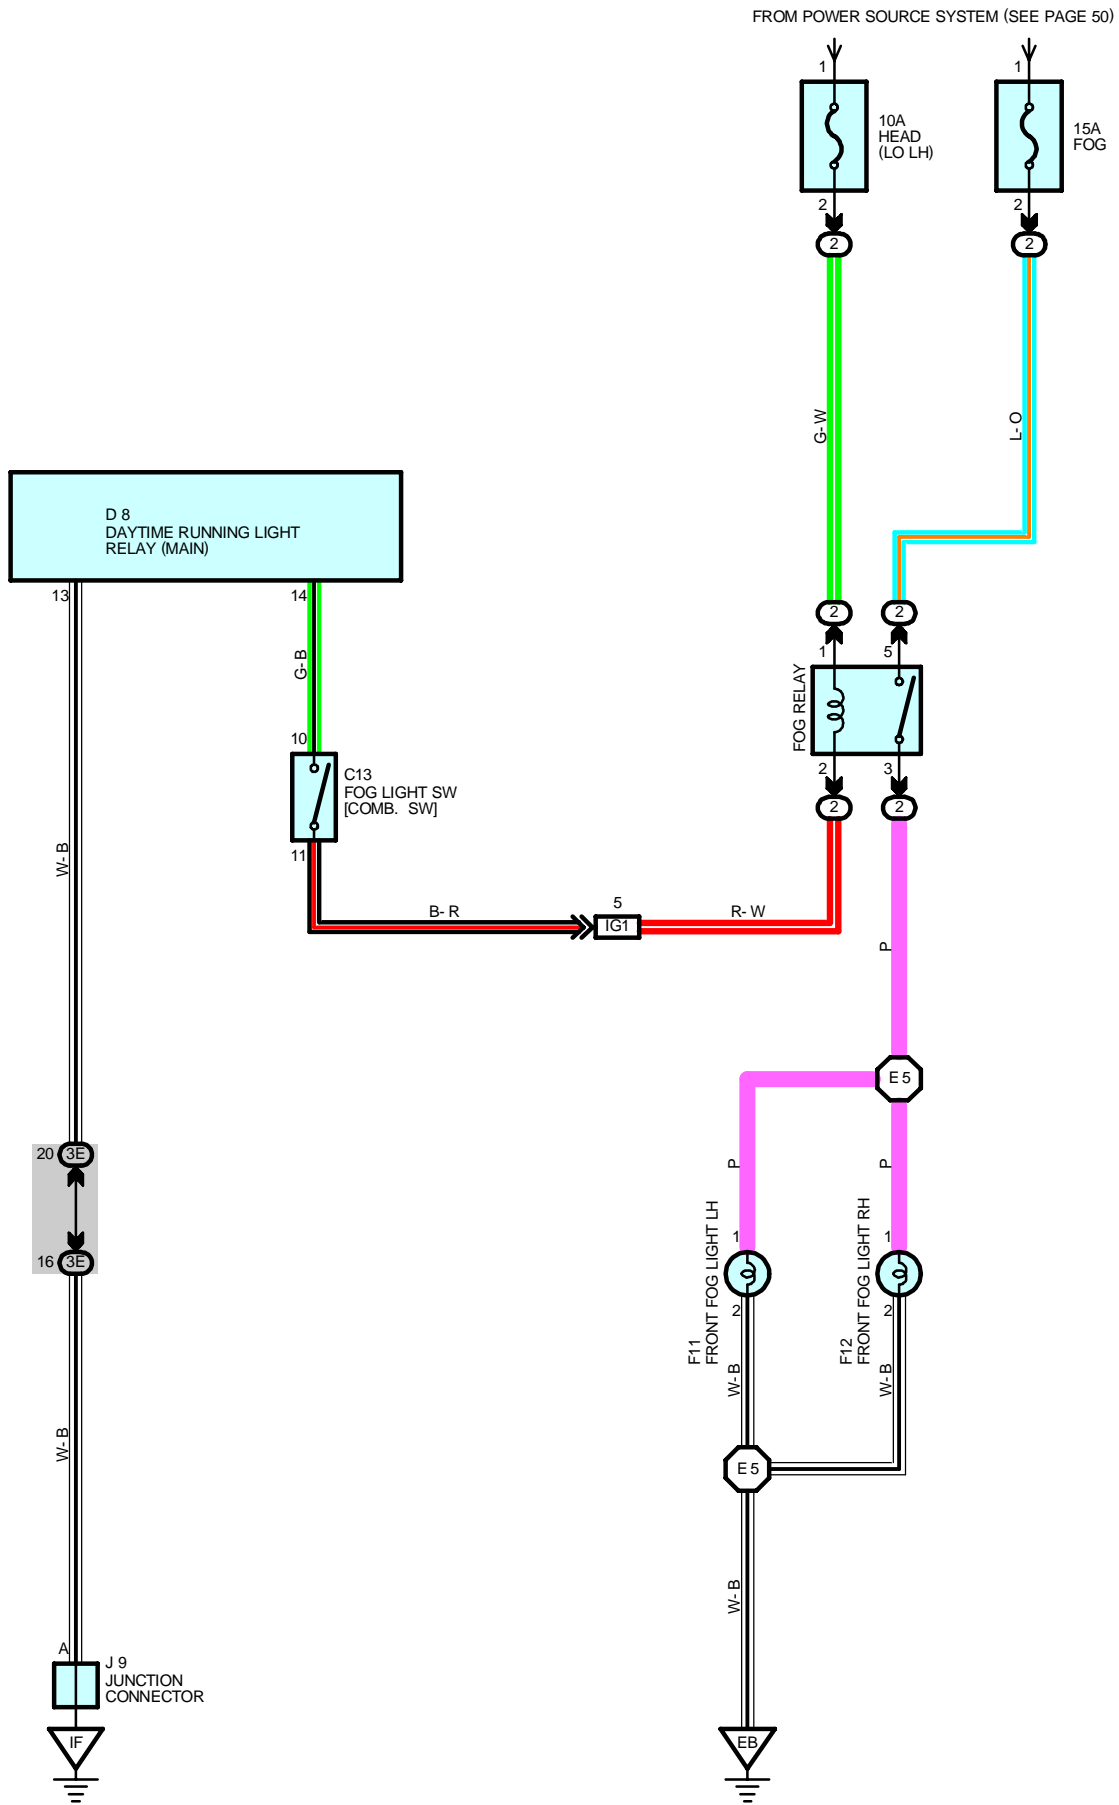 FROM POWER SOURCE SYSTEM (SEE PAGE 50)
1
1
10A
HEAD
(LO LH)
15A
FOG
2
2
2
2
G-W
L-O
D 8
DAYTIME RUNNING LIGHT
RELAY (MAIN)
13
14
2
2
1
5
G-B
FOG RELAY
10
C13
FOG LIGHT SW
[COMB. SW]
2
3
2
2
11
W-B
5
B-R
IG1
R-W
P
E 5
20
3E
P
P
16
3E
1
1
F11
FRONT FOG LIGHT LH
F12
FRONT FOG LIGHT RH
2
2
W-B
W-B
W-B
E 5
W-B
A
J 9
JUNCTION
CONNECTOR
IF
EB